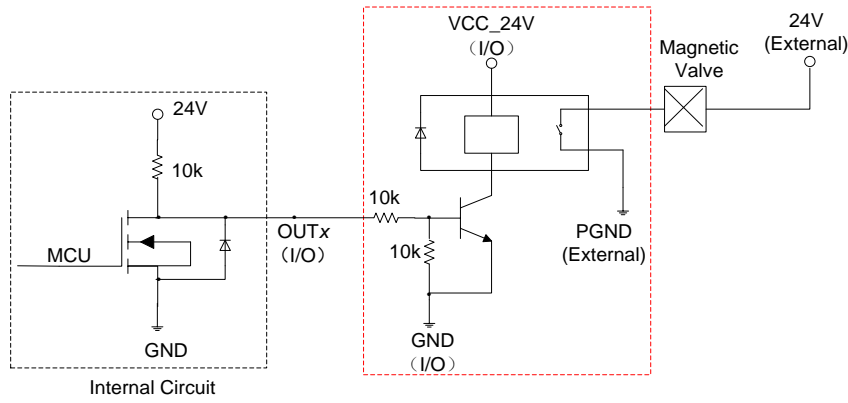 VCC_24V
（I/O）
Magnetic
Valve
24V
(External)
24V
10k
MCU
GND
Internal Circuit
OUTx
（I/O）
10k
10k
GND
（I/O）
PGND
(External)